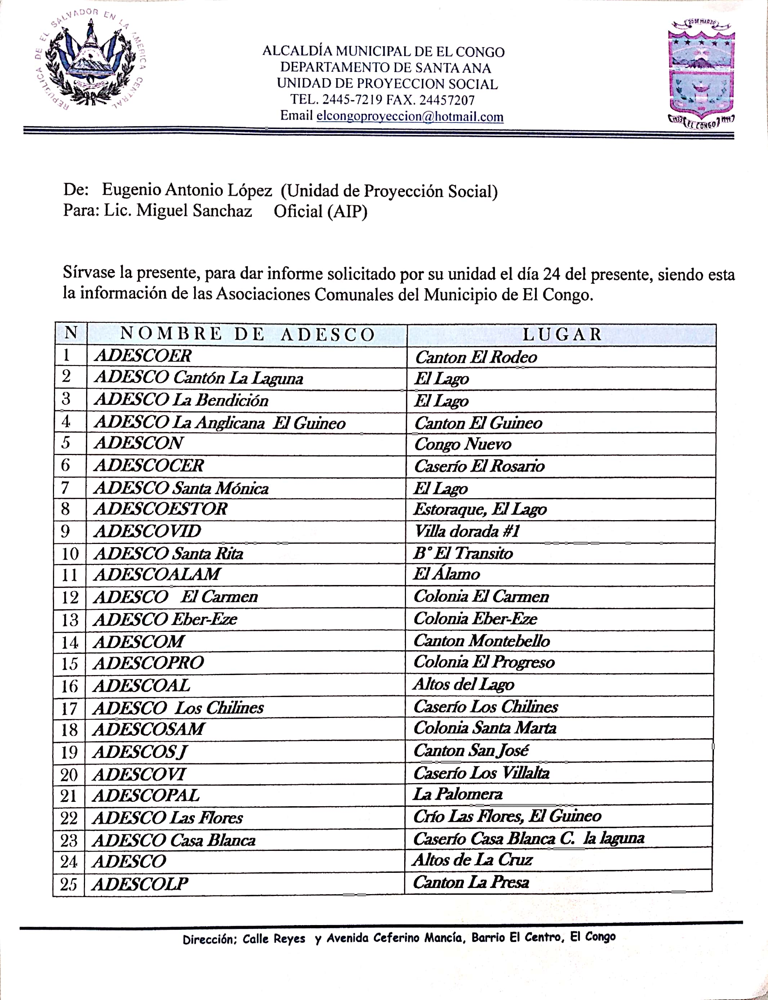 REPUBLICA DE EL SALVADOR EN LA AMERICA CENTRAL
ALCALDÍA MUNICIPAL DE EL CONGO
DEPARTAMENTO DE SANTA ANA
UNIDAD DE PROYECCION SOCIAL
TEL. 2445-7219 FAX. 24457207
Email elcongoproyeccion@hotmail.com
20 DE MARZO
1933 EL CONGO 1999
De: Eugenio Antonio López (Unidad de Proyección Social)
Para: Lic. Miguel Sanchaz Oficial (AIP)
Sírvase la presente, para dar informe solicitado por su unidad el día 24 del presente, siendo esta
la información de las Asociaciones Comunales del Municipio de El Congo.
N NOMBRE DE ADESCO LUGAR
1 ADESCOER Canton El Rodeo
2 ADESCO Cantón La Laguna El Lago
3 ADESCO La Bendición El Lago
4 ADESCO La Anglicana El Guineo Canton El Guineo
5 ADESCON Congo Nuevo
6 ADESCOCER Caserío El Rosario
7 ADESCO Santa Mónica El Lago
8 ADESCOESTOR Estoraque, El Lago
9 ADESCOVID Villa dorada #1
10 ADESCO Santa Rita B° El Transito
11 ADESCOALAM El Álamo
12 ADESCO El Carmen Colonia El Carmen
13 ADESCO Eber-Eze Colonia Eber-Eze
14 ADESCOM Canton Montebello
15 ADESCOPRO Colonia El Progreso
16 ADESCOAL Altos del Lago
17 ADESCO Los Chilines Caserío Los Chilines
18 ADESCOSAM Colonia Santa Marta
19 ADESCOSJ Canton San José
20 ADESCOVI Caserío Los Villalta
21 ADESCOPAL La Palomera
22 ADESCO Las Flores Crío Las Flores, El Guineo
23 ADESCO Casa Blanca Caserío Casa Blanca C. la laguna
24 ADESCO Altos de La Cruz
25 ADESCOLP Canton La Presa
Dirección; Calle Reyes y Avenida Ceferino Mancía, Barrio El Centro, El Congo